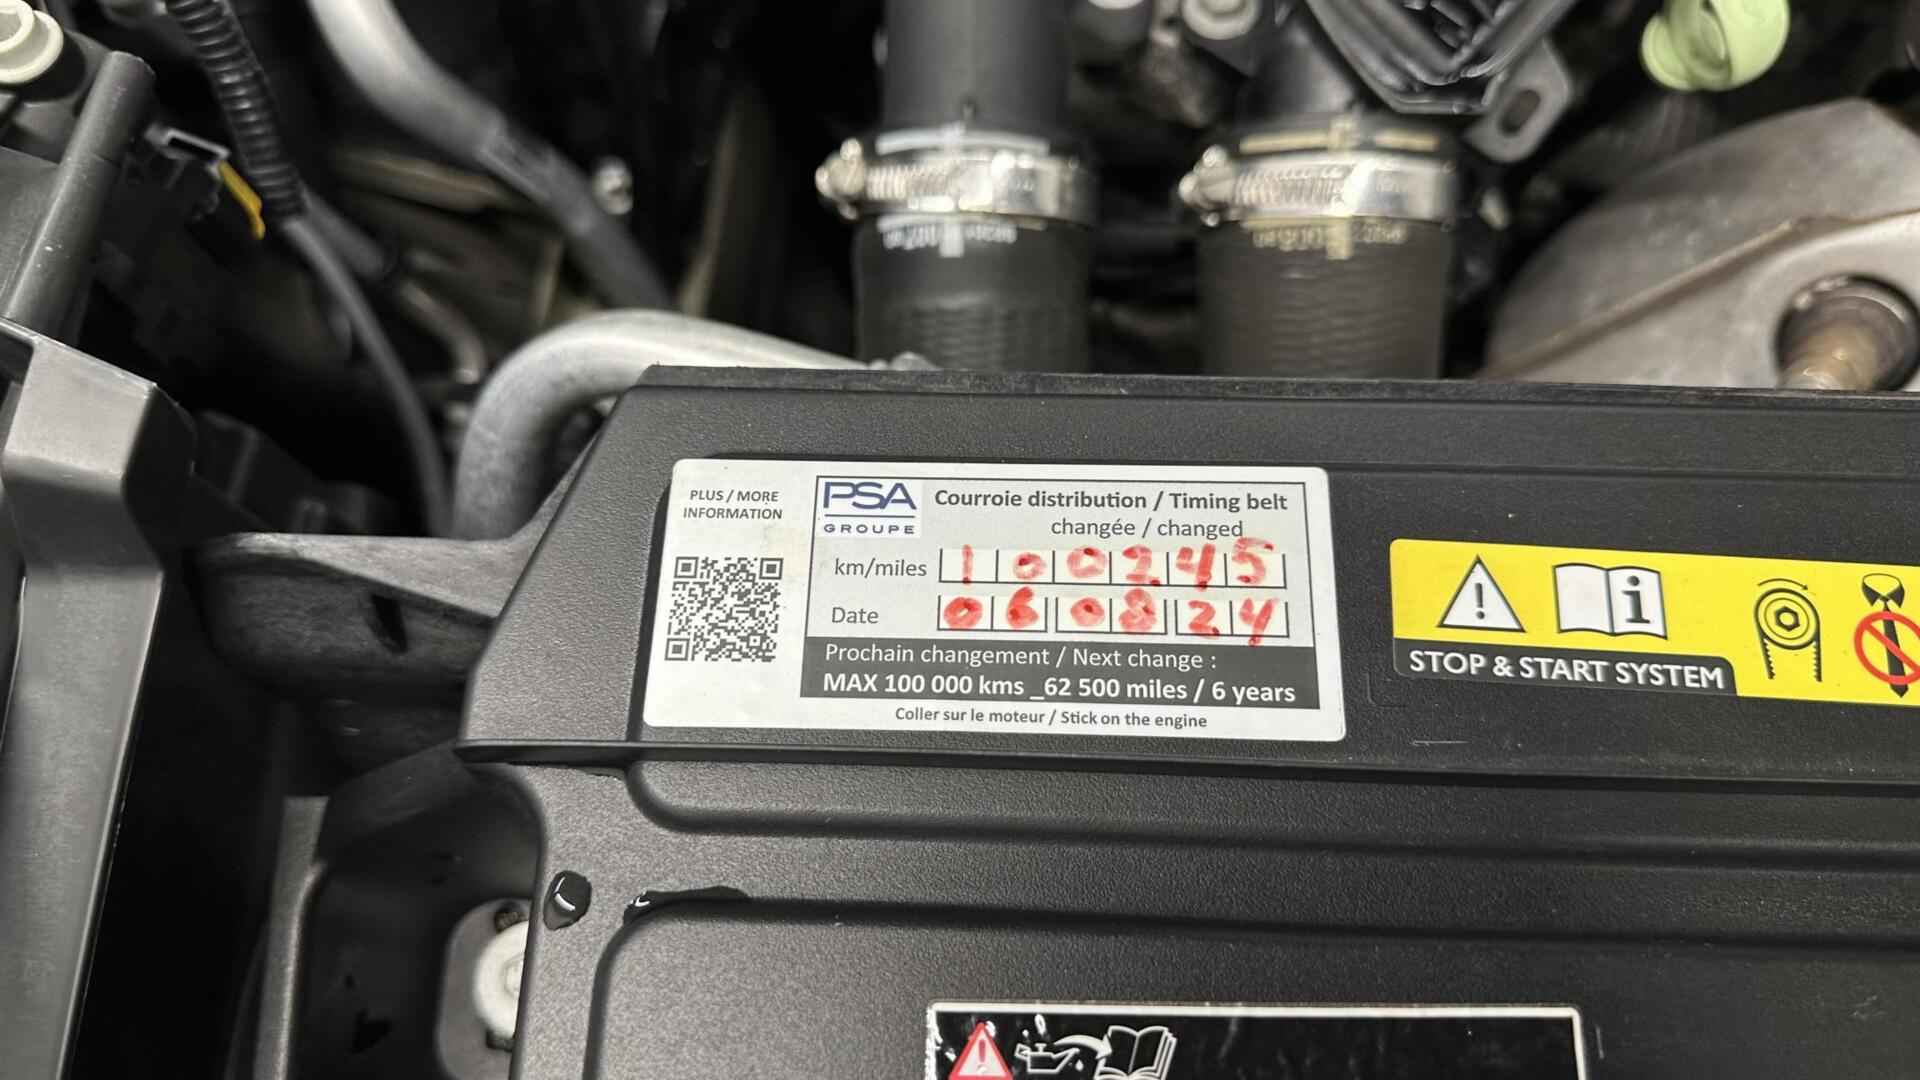 PLUS / MORE
INFORMATION
PSA
GROUPE
Courroie distribution / Timing belt
changée / changed
km/miles 100245
Date 060824
Prochain changement / Next change :
MAX 100 000 kms _62 500 miles / 6 years
Coller sur le moteur / Stick on the engine
STOP & START SYSTEM